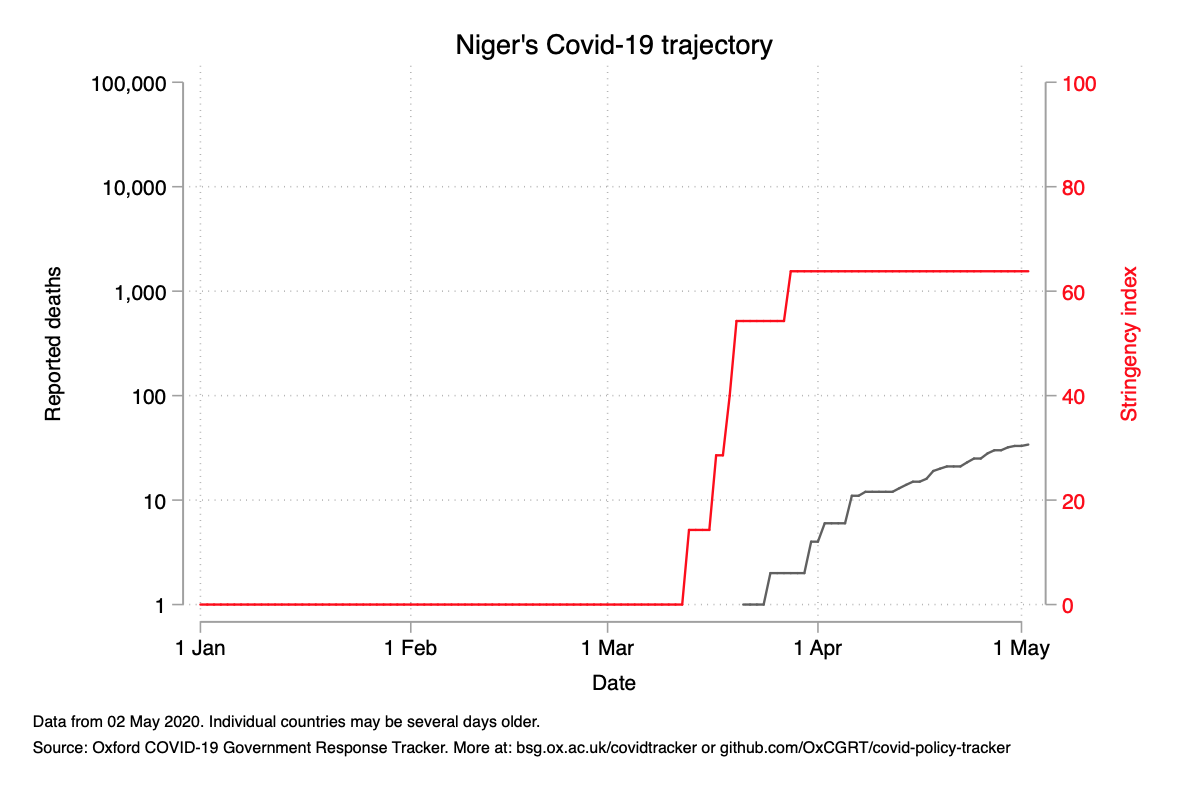 Niger's Covid-19 trajectory
100,000
10,000
1,000
100
10
1
Reported deaths
100
80
60
40
20
0
Stringency index
1 Jan
1 Feb
1 Mar
1 Apr
1 May
Date
Data from 02 May 2020. Individual countries may be several days older.
Source: Oxford COVID-19 Government Response Tracker. More at: bsg.ox.ac.uk/covidtracker or github.com/OxCGRT/covid-policy-tracker